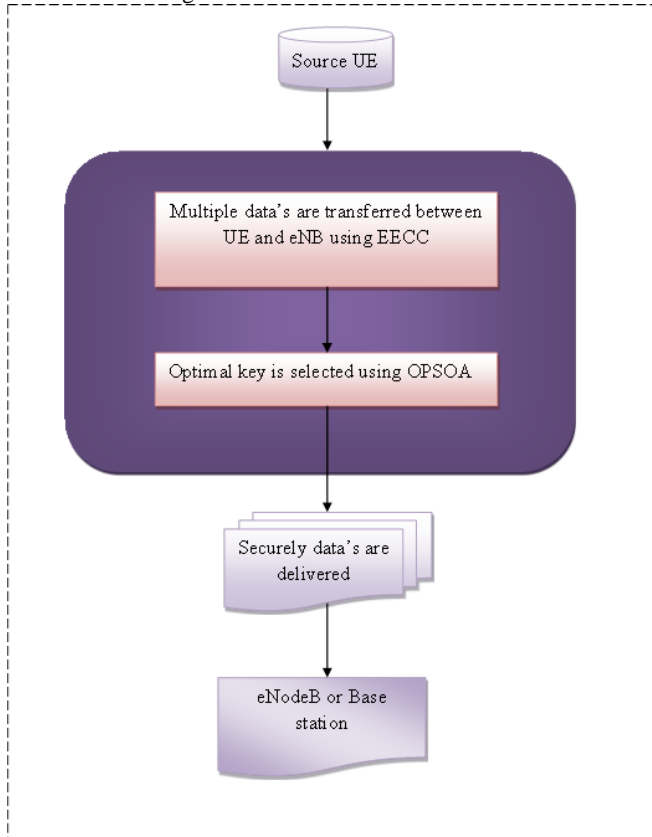 Source UE
Multiple data's are transferred between
UE and eNB using EECC
Optimal key is selected using OPSOA
Securely data's are
delivered
eNodeB or Base
station